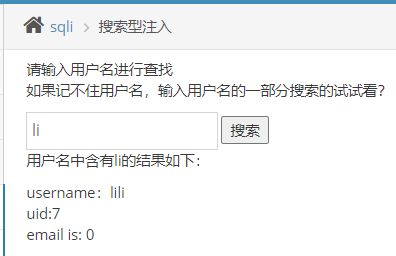 sqli > 搜索型注入
请输入用户名进行查找
如果记不住用户名，输入用户名的一部分搜索的试试看？
li 搜索
用户名中含有li的结果如下：
username：lili
uid:7
email is: 0